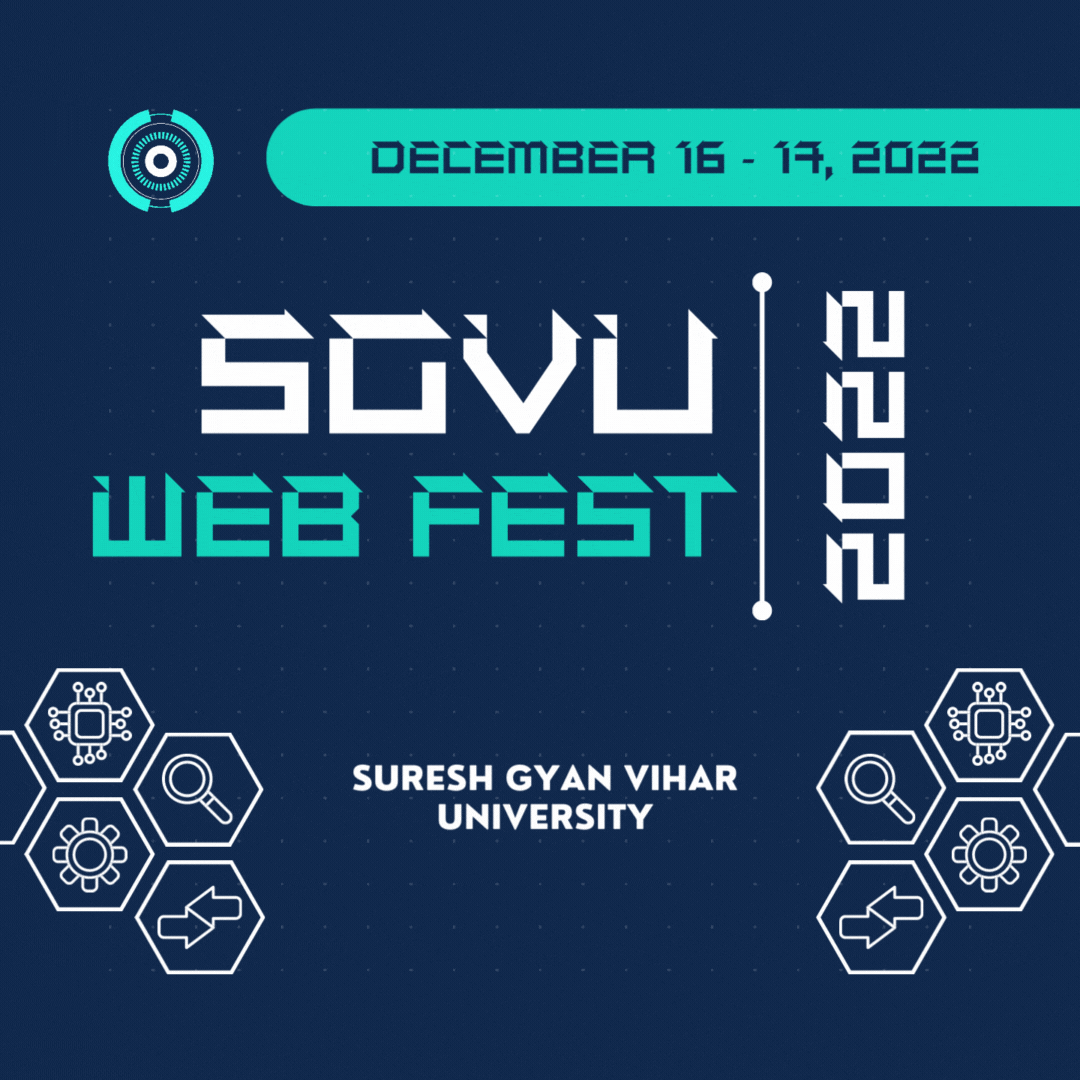 DECEMBER 16 - 17, 2022
SGVU
WEB FEST
2022
SURESH GYAN VIHAR
UNIVERSITY